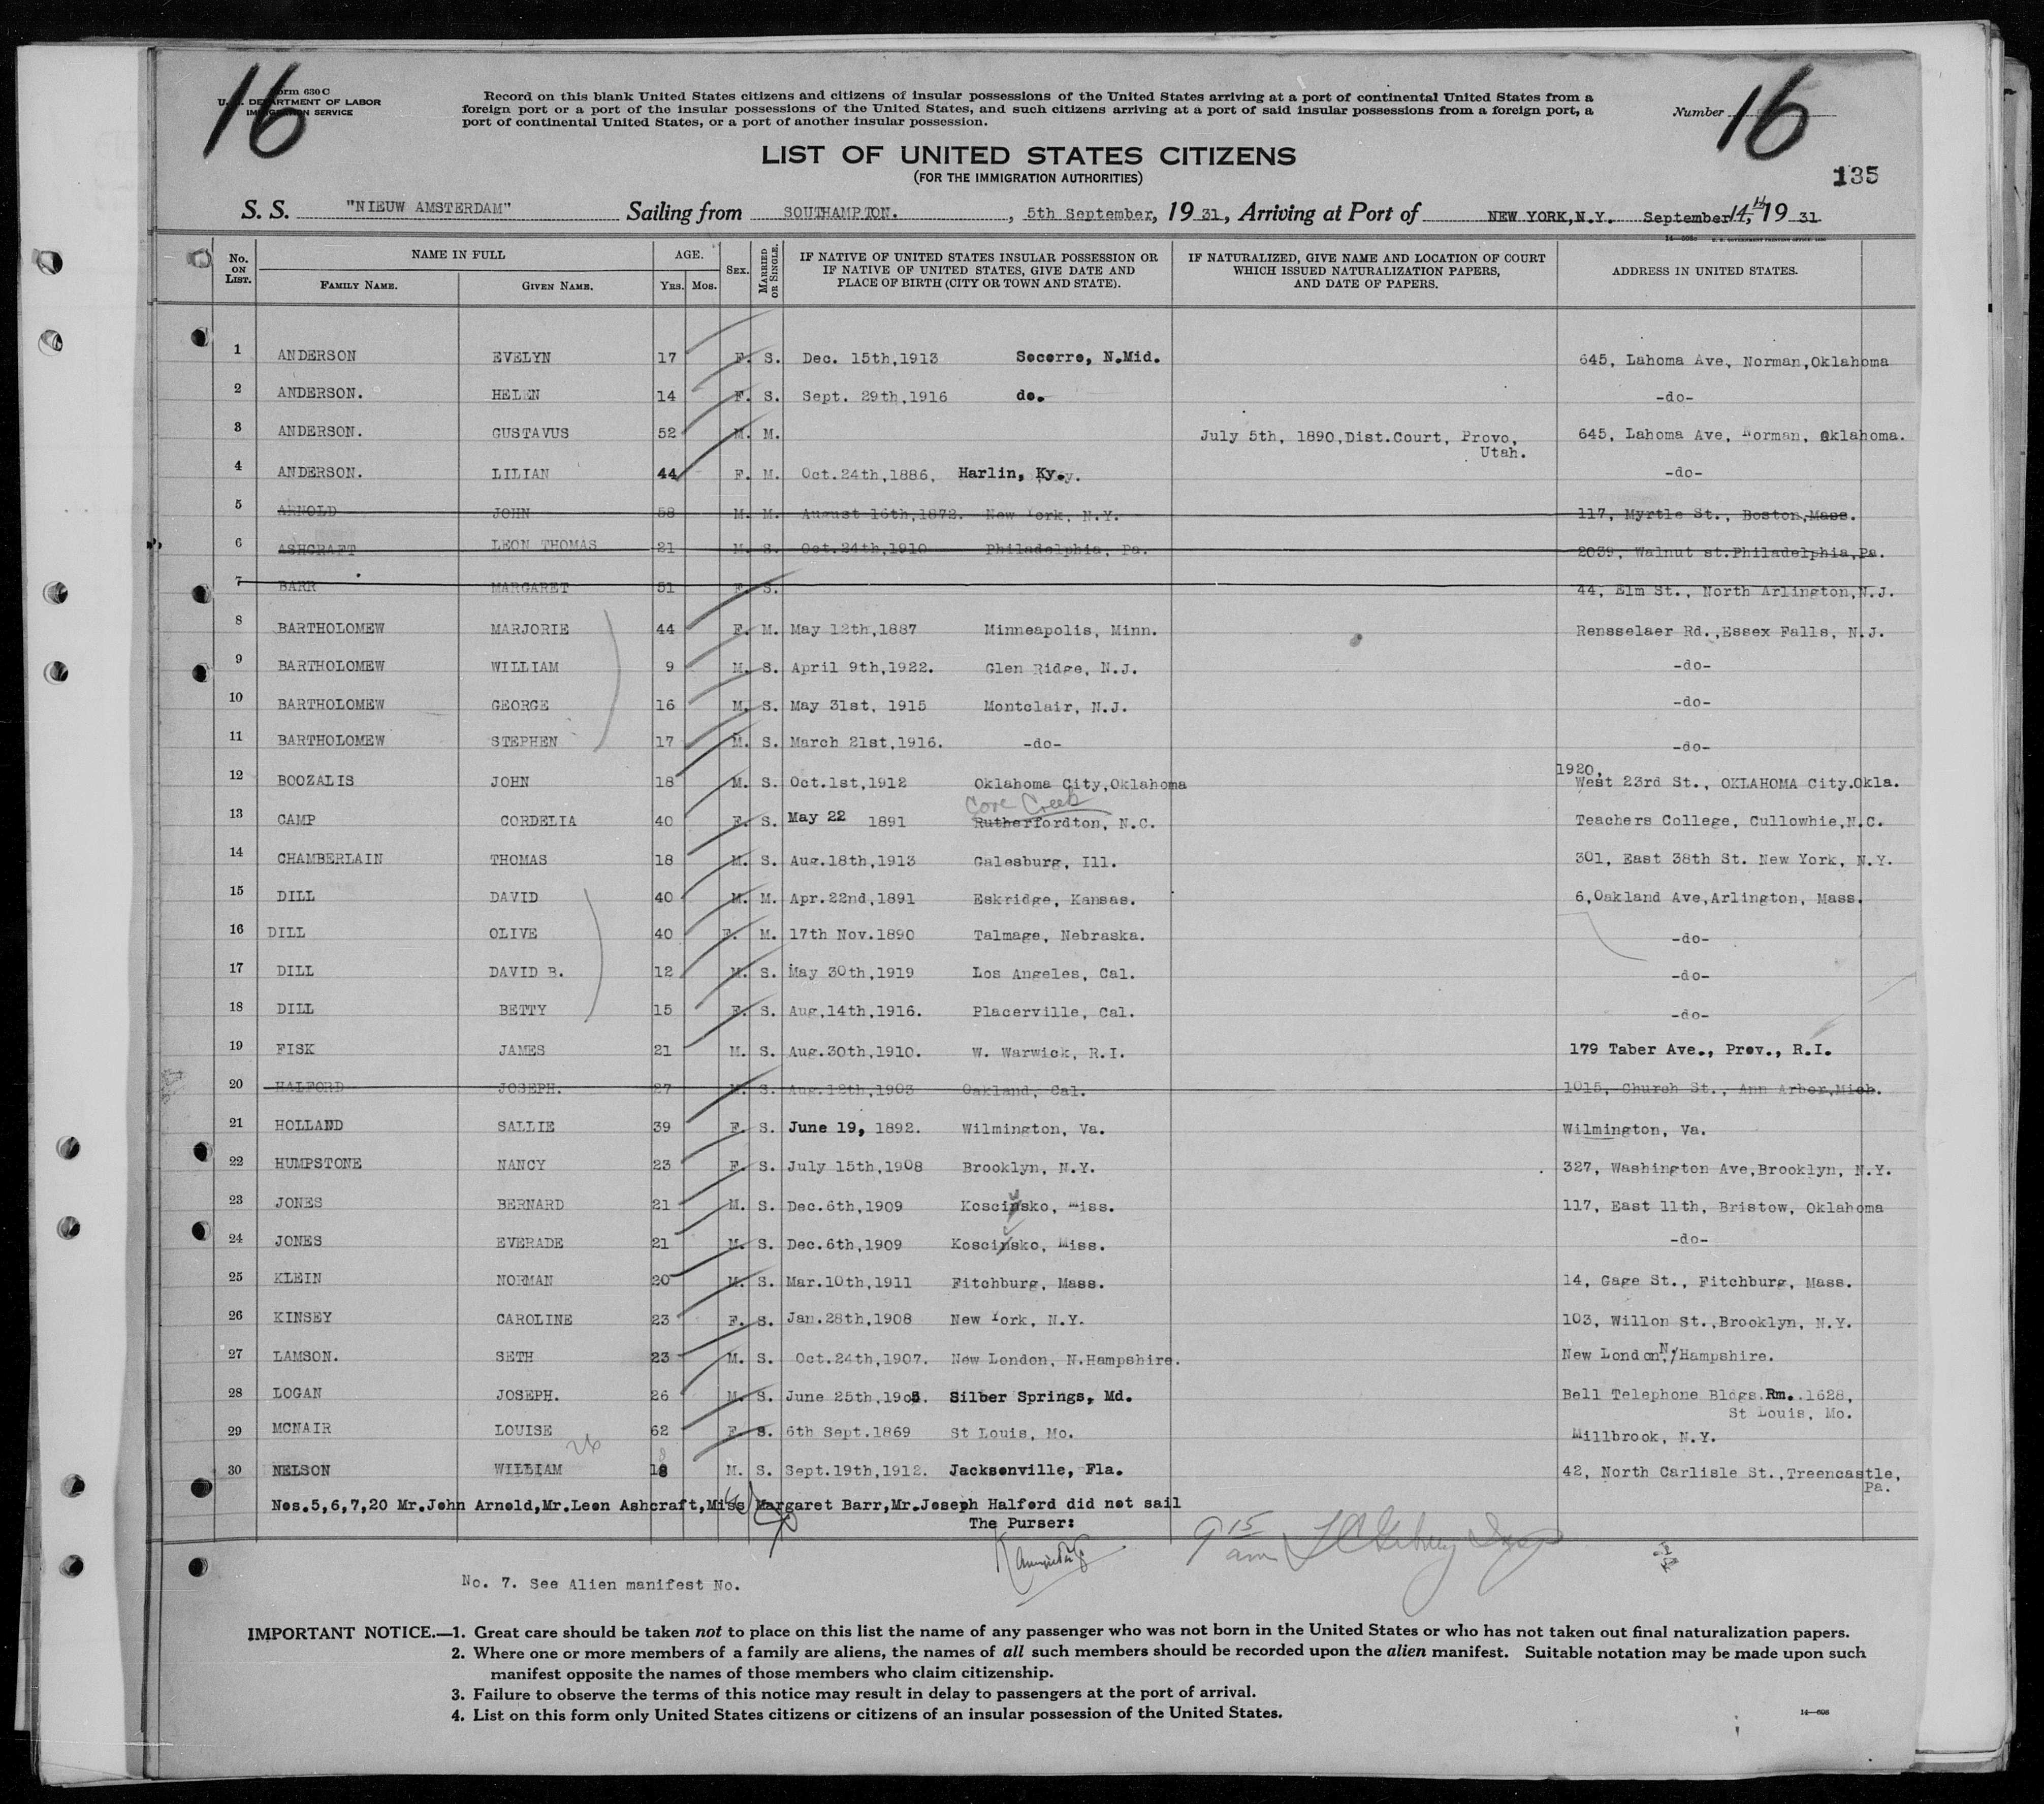 16
Form 630 C
U. S. DEPARTMENT OF LABOR
IMMIGRATION SERVICE
Record on this blank United States citizens and citizens of insular possessions of the United States arriving at a port of continental United States from a
foreign port or a port of the insular possessions of the United States, and such citizens arriving at a port of said insular possessions from a foreign port, a
port of continental United States, or a port of another insular possession.
Number 16
LIST OF UNITED STATES CITIZENS
(FOR THE IMMIGRATION AUTHORITIES)
135
S. S. "NIEUW AMSTERDAM" Sailing from SOUTHAMPTON. , 5th September, 19 31, Arriving at Port of NEW YORK, N.Y. September 14, th 19 31
No. ON LIST. NAME IN FULL FAMILY NAME. GIVEN NAME. AGE. YRS. MOS. SEX. MARRIED OR SINGLE. IF NATIVE OF UNITED STATES INSULAR POSSESSION OR IF NATIVE OF UNITED STATES, GIVE DATE AND PLACE OF BIRTH (CITY OR TOWN AND STATE). IF NATURALIZED, GIVE NAME AND LOCATION OF COURT WHICH ISSUED NATURALIZATION PAPERS, AND DATE OF PAPERS. ADDRESS IN UNITED STATES.
1 ANDERSON EVELYN 17 F. S. Dec. 15th,1913 Socorro, N.Mid. 645, Lahoma Ave, Norman,Oklahoma
2 ANDERSON. HELEN 14 F. S. Sept. 29th,1916 do. -do-
3 ANDERSON. GUSTAVUS 52 M. M. July 5th, 1890,Dist.Court, Provo, Utah. 645, Lahoma Ave, Norman, Oklahoma.
4 ANDERSON. LILIAN 44 F. M. Oct.24th,1886, Harlin, Ky. -do-
5 ARNOLD JOHN 58 M. M. August 16th,1872. New York, N.Y. 117, Myrtle St., Boston,Mass.
6 ASHCRAFT LEON THOMAS 21 M. S. Oct.24th,1910 Philadelphia, Pa. 2039, Walnut st.Philadelphia,Pa.
7 BARR MARGARET 51 F. S. 44, Elm St., North Arlington,N.J.
8 BARTHOLOMEW MARJORIE 44 F. M. May 12th,1887 Minneapolis, Minn. Rensselaer Rd.,Essex Falls, N.J.
9 BARTHOLOMEW WILLIAM 9 M. S. April 9th,1922. Glen Ridge, N.J. -do-
10 BARTHOLOMEW GEORGE 16 M. S. May 31st, 1915 Montclair, N.J. -do-
11 BARTHOLOMEW STEPHEN 17 M. S. March 21st,1916. -do- -do-
12 BOOZALIS JOHN 18 M. S. Oct.1st,1912 Oklahoma City,Oklahoma 1920, West 23rd St., OKLAHOMA City.Okla.
Cove Creek
13 CAMP CORDELIA 40 F. S. May 22 1891 Rutherfordton, N.C. Teachers College, Cullowhie,N.C.
14 CHAMBERLAIN THOMAS 18 M. S. Aug.18th,1913 Galesburg, Ill. 301, East 38th St. New York, N.Y.
15 DILL DAVID 40 M. M. Apr.22nd,1891 Eskridge, Kansas. 6,Oakland Ave,Arlington, Mass.
16 DILL OLIVE 40 F. M. 17th Nov.1890 Talmage, Nebraska. -do-
17 DILL DAVID B. 12 M. S. May 30th,1919 Los Angeles, Cal. -do-
18 DILL BETTY 15 F. S. Aug,14th,1916. Placerville, Cal. -do-
19 FISK JAMES 21 M. S. Aug.30th,1910. W. Warwick, R.I. 179 Taber Ave., Prov., R.I.
20 HALFORD JOSEPH. 27 M. S. Aug.12th,1903 Oakland, Cal. 1015, Church St., Ann Arbor,Mich.
21 HOLLAND SALLIE 39 F. S. June 19, 1892. Wilmington, Va. Wilmington, Va.
22 HUMPSTONE NANCY 23 F. S. July 15th,1908 Brooklyn, N.Y. 327, Washington Ave,Brooklyn, N.Y.
23 JONES BERNARD 21 M. S. Dec.6th,1909 Koscinsko, Miss. 117, East 11th, Bristow, Oklahoma
24 JONES EVERADE 21 M. S. Dec.6th,1909 Koscinsko, Miss. -do-
25 KLEIN NORMAN 20 M. S. Mar.10th,1911 Fitchburg, Mass. 14, Gage St., Fitchburg, Mass.
26 KINSEY CAROLINE 23 F. S. Jan.28th,1908 New York, N.Y. 103, Willon St.,Brooklyn, N.Y.
27 LAMSON. SETH 23 M. S. Oct.24th,1907. New London, N.Hampshire. New London, N. Hampshire.
28 LOGAN JOSEPH. 26 M. S. June 25th,1905. Silber Springs, Md. Bell Telephone Bldgs.Rm..1628, St Louis, Mo.
29 MCNAIR LOUISE 62 F. S. 6th Sept.1869 St Louis, Mo. Millbrook, N.Y.
30 NELSON WILLIAM 18 M. S. Sept.19th,1912. Jacksonville, Fla. 42, North Carlisle St.,Treencastle, Pa.
26
Nos.5,6,7,20 Mr.John Arnold,Mr.Leon Ashcraft,Miss Margaret Barr,Mr.Joseph Halford did not sail
The Purser:
9 15 am
No. 7. See Alien manifest No.
IMPORTANT NOTICE.—1. Great care should be taken not to place on this list the name of any passenger who was not born in the United States or who has not taken out final naturalization papers.
2. Where one or more members of a family are aliens, the names of all such members should be recorded upon the alien manifest. Suitable notation may be made upon such
manifest opposite the names of those members who claim citizenship.
3. Failure to observe the terms of this notice may result in delay to passengers at the port of arrival.
4. List on this form only United States citizens or citizens of an insular possession of the United States.
14—698